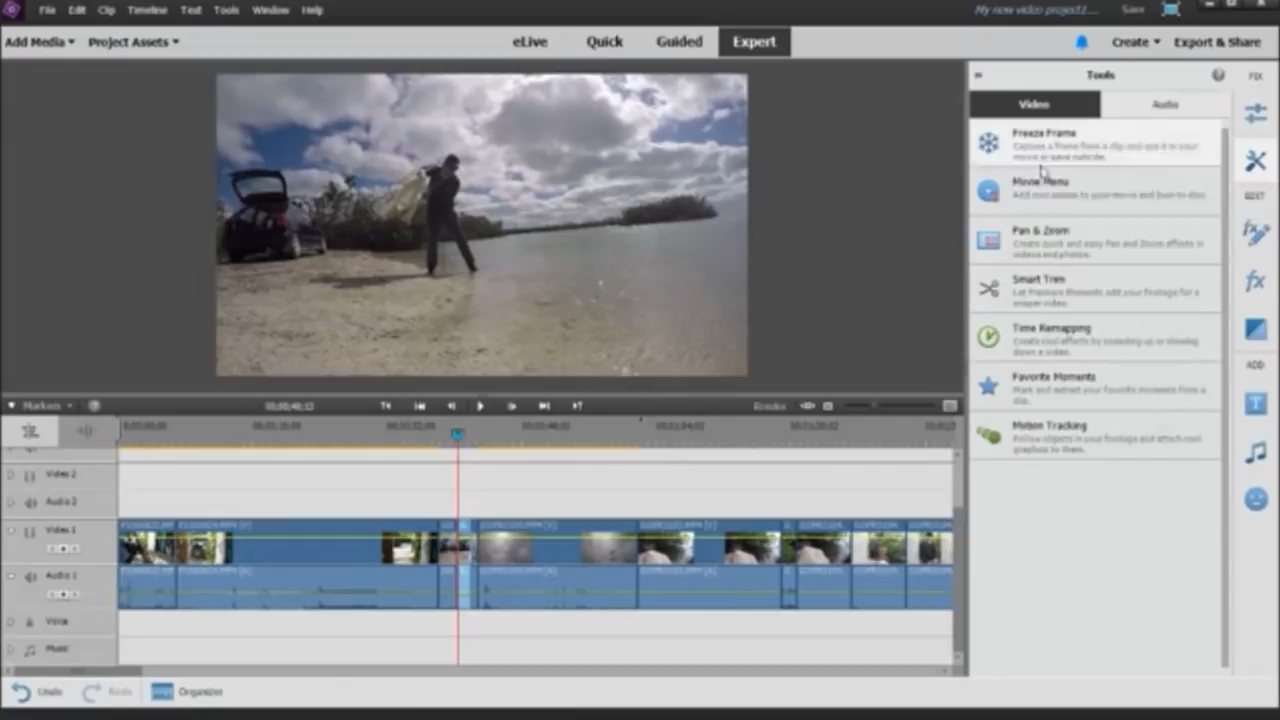 File Edit Clip Timeline Text Tools Window Help
My new video project1.... Save
Add Media Project Assets
eLive Quick Guided Expert
Create Export & Share
Tools
FIX
Video Audio
Freeze Frame
Capture a frame from a clip and use it in your
movie or save outside.
Movie Menu
Add cool menus to your movie and burn to disc.
EDIT
Pan & Zoom
Create quick and easy Pan and Zoom effects in
videos and photos.
Smart Trim
Let Premiere Elements edit your footage for a
crisper video.
Time Remapping
Create cool effects by speeding up or slowing
down a video.
Favorite Moments
Mark and extract your favorite moments from a
clip.
ADD
Motion Tracking
Follow objects in your footage and attach cool
graphics to them.
Markers
Render
Video 2
Audio 2
Video 1
Audio 1
Voice
Music
Undo Redo Organizer